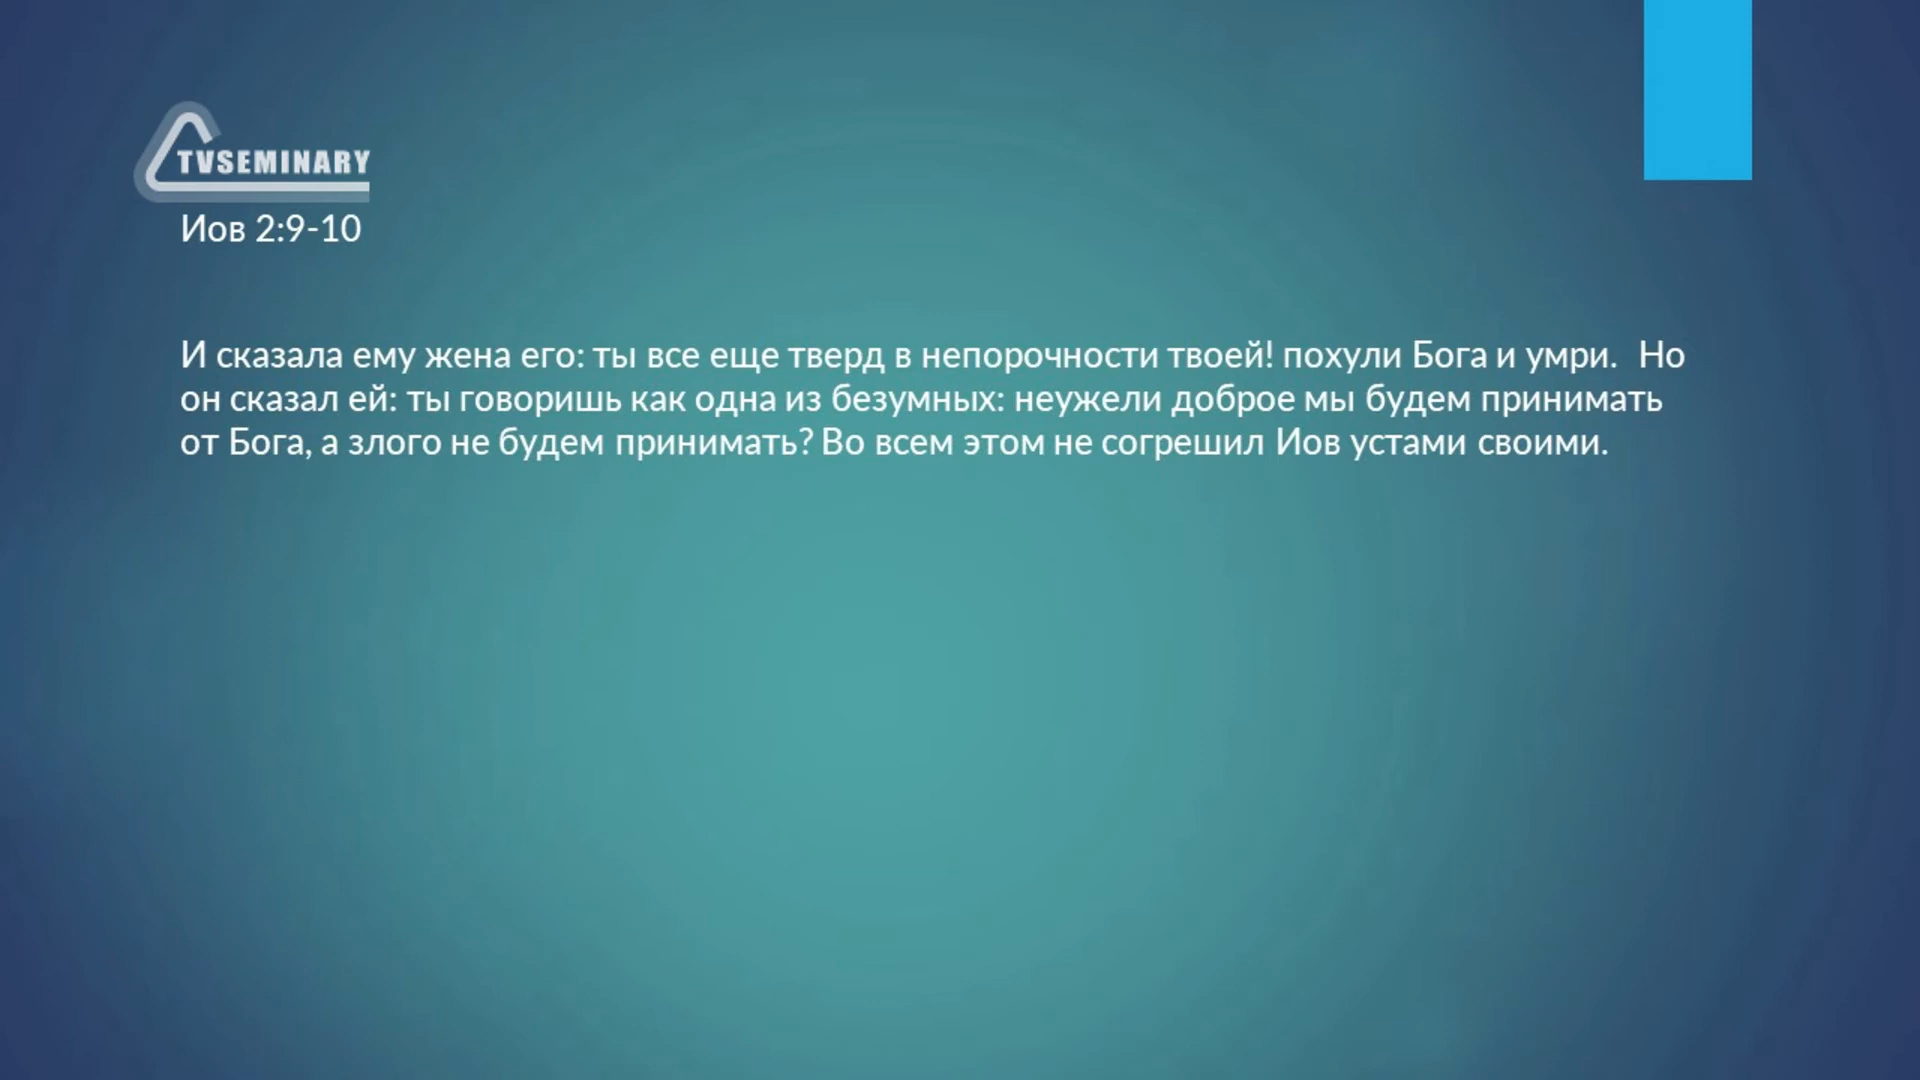 TVSEMINARY
Иов 2:9-10
И сказала ему жена его: ты все еще тверд в непорочности твоей! похули Бога и умри.  Но
он сказал ей: ты говоришь как одна из безумных: неужели доброе мы будем принимать
от Бога, а злого не будем принимать? Во всем этом не согрешил Иов устами своими.